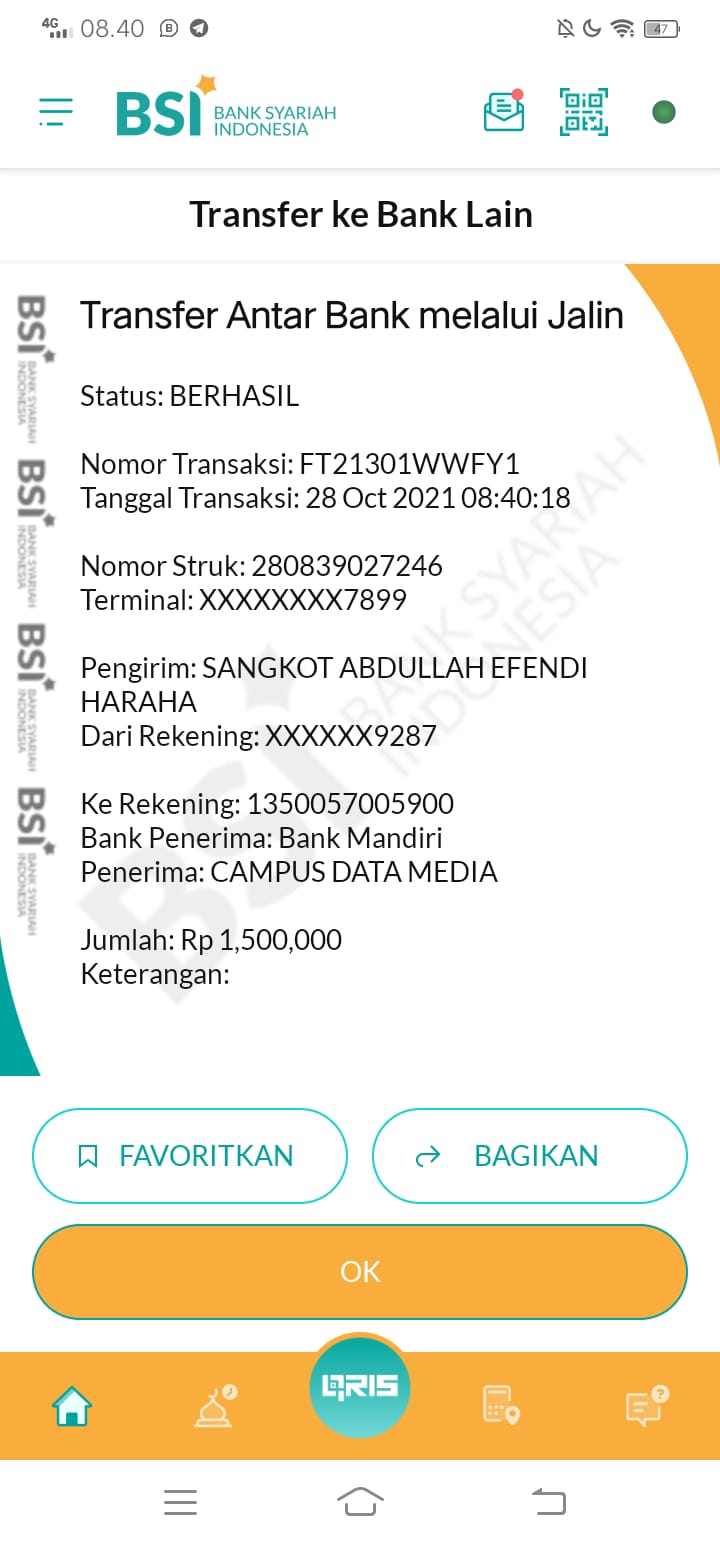 4G 08.40 47
BSI BANK SYARIAH
INDONESIA
Transfer ke Bank Lain
Transfer Antar Bank melalui Jalin
Status: BERHASIL
Nomor Transaksi: FT21301WWFY1
Tanggal Transaksi: 28 Oct 2021 08:40:18
Nomor Struk: 280839027246
Terminal: XXXXXXXX7899
Pengirim: SANGKOT ABDULLAH EFENDI
HARAHA
Dari Rekening: XXXXXX9287
Ke Rekening: 1350057005900
Bank Penerima: Bank Mandiri
Penerima: CAMPUS DATA MEDIA
Jumlah: Rp 1,500,000
Keterangan:
BSI BANK SYARIAH
INDONESIA
BSI BANK SYARIAH
INDONESIA
BSI BANK SYARIAH
INDONESIA
BSI BANK SYARIAH
INDONESIA
BSI BANK SYARIAH
INDONESIA
FAVORITKAN
BAGIKAN
OK
QRIS